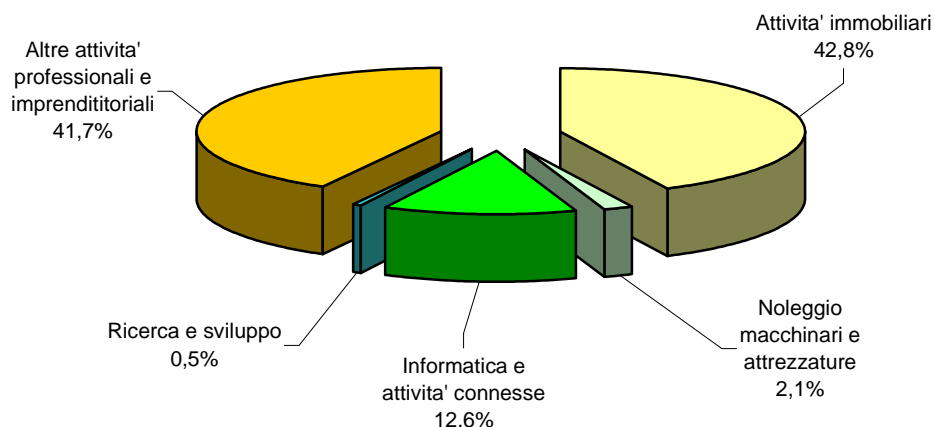 Altre attivita'
professionali e
imprendititoriali
41,7%
Attivita' immobiliari
42,8%
Ricerca e sviluppo
0,5%
Informatica e
attivita' connesse
12,6%
Noleggio
macchinari e
attrezzature
2,1%